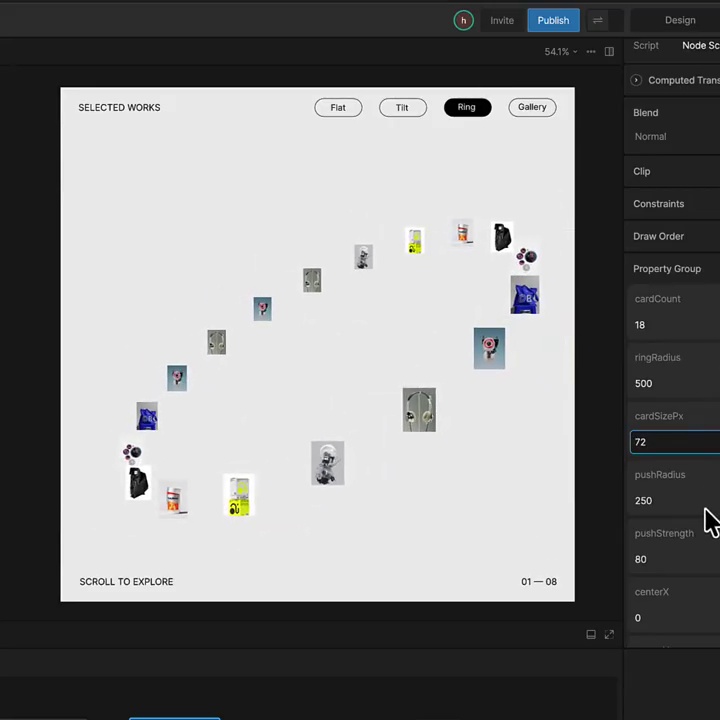 h
Invite
Publish
Design
54.1%
Script
Node Sc
Computed Trans
SELECTED WORKS
Flat
Tilt
Ring
Gallery
Blend
Normal
Clip
Constraints
Draw Order
Property Group
cardCount
18
ringRadius
500
cardSizePx
72
pushRadius
250
pushStrength
80
centerX
0
SCROLL TO EXPLORE
01 — 08